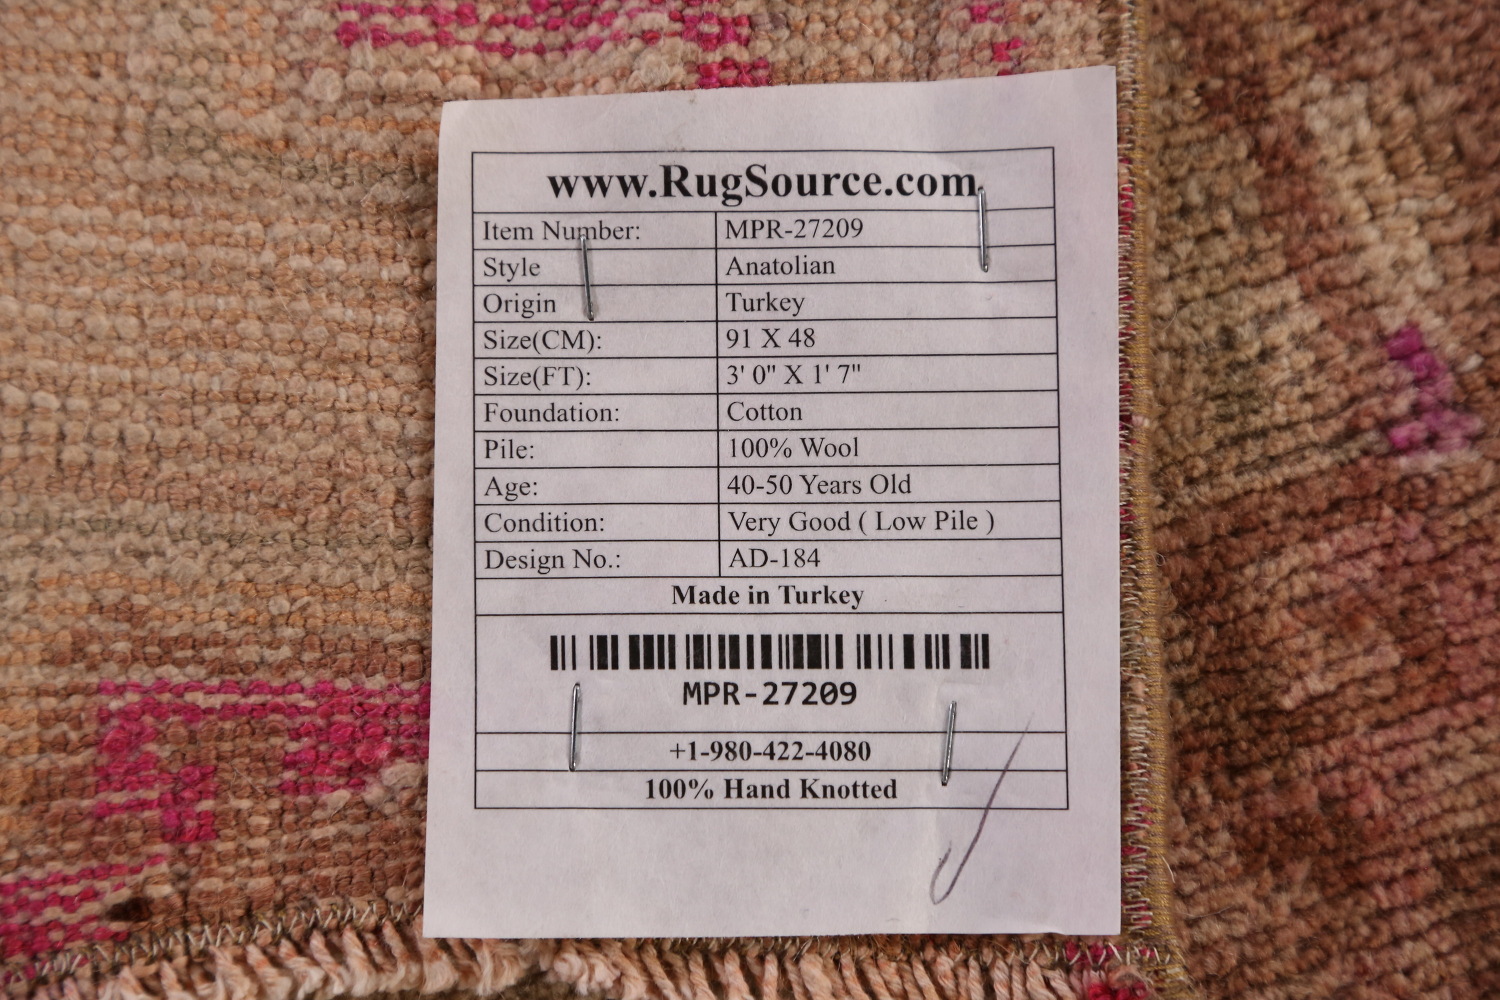 www.RugSource.com
Item Number: MPR-27209
Style Anatolian
Origin Turkey
Size(CM): 91 X 48
Size(FT): 3' 0" X 1' 7"
Foundation: Cotton
Pile: 100% Wool
Age: 40-50 Years Old
Condition: Very Good ( Low Pile )
Design No.: AD-184
Made in Turkey
MPR-27209
+1-980-422-4080
100% Hand Knotted